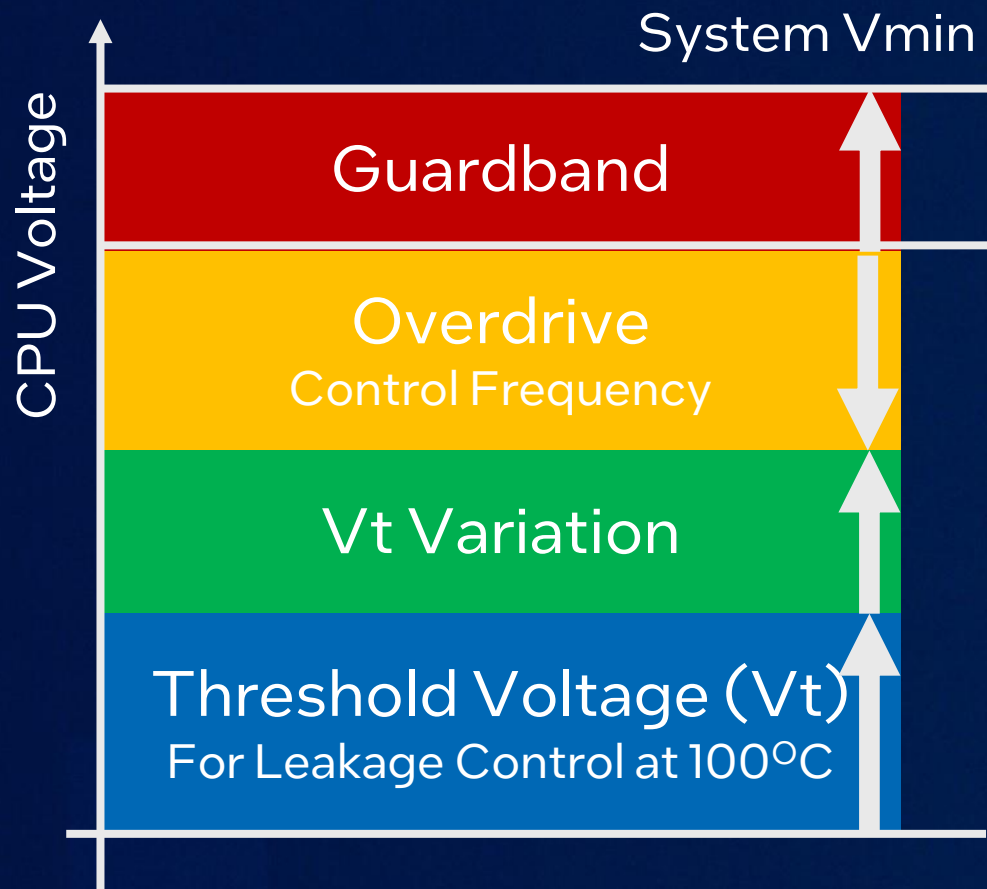 System Vmin
CPU Voltage
Guardband
Overdrive
Control Frequency
Vt Variation
Threshold Voltage (Vt)
For Leakage Control at 100ºC